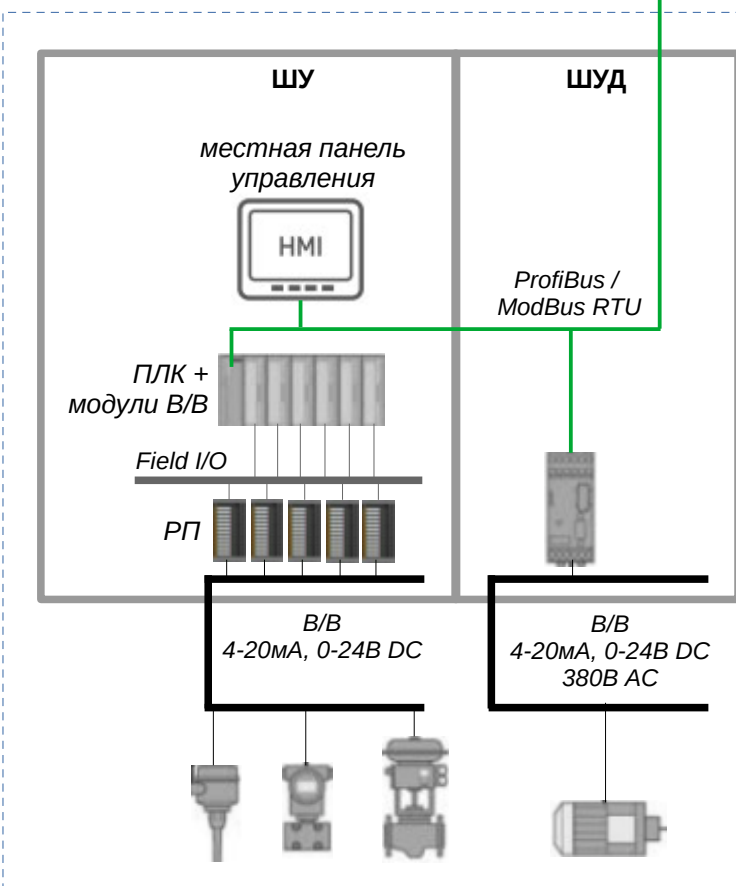 ШУ
ШУД
местная панель
управления
HMI
ProfiBus /
ModBus RTU
ПЛК +
модули В/В
Field I/O
РП
В/В
4-20мА, 0-24В DC
В/В
4-20мА, 0-24В DC
380В AC